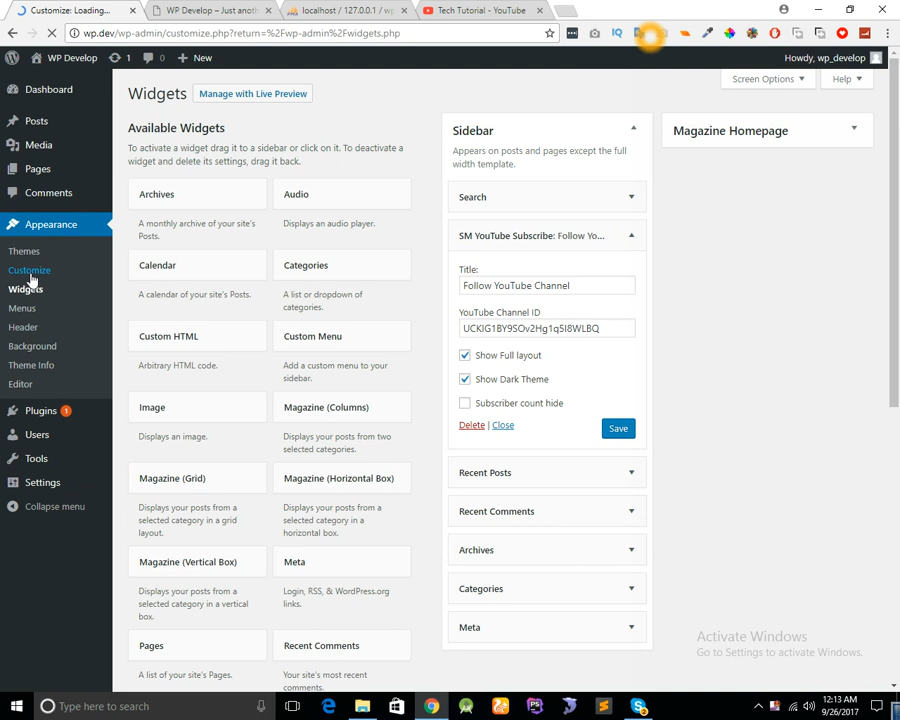 Customize: Loading...
WP Develop – Just anoth
localhost / 127.0.0.1 / wp
Tech Tutorial - YouTube
wp.dev/wp-admin/customize.php?return=%2Fwp-admin%2Fwidgets.php
WP Develop
1
0
New
Howdy, wp_develop
Dashboard
Posts
Media
Pages
Comments
Appearance
Themes
Customize
Widgets
Menus
Header
Background
Theme Info
Editor
Plugins 1
Users
Tools
Settings
Collapse menu
Screen Options
Help
Widgets
Manage with Live Preview
Available Widgets
To activate a widget drag it to a sidebar or click on it. To deactivate a
widget and delete its settings, drag it back.
Archives
A monthly archive of your site's
Posts.
Audio
Displays an audio player.
Calendar
A calendar of your site's Posts.
Categories
A list or dropdown of
categories.
Custom HTML
Arbitrary HTML code.
Custom Menu
Add a custom menu to your
sidebar.
Image
Displays an image.
Magazine (Columns)
Displays your posts from two
selected categories.
Magazine (Grid)
Displays your posts from a
selected category in a grid
layout.
Magazine (Horizontal Box)
Displays your posts from a
selected category in a
horizontal box.
Magazine (Vertical Box)
Displays your posts from a
selected category in a vertical
box.
Meta
Login, RSS, & WordPress.org
links.
Pages
A list of your site's Pages.
Recent Comments
Your site's most recent
comments.
Sidebar
Appears on posts and pages except the full
width template.
Search
SM YouTube Subscribe: Follow Yo...
Title:
Follow YouTube Channel
YouTube Channel ID
UCKIG1BY9SOv2Hg1q5I8WLBQ
Show Full layout
Show Dark Theme
Subscriber count hide
Delete | Close
Save
Recent Posts
Recent Comments
Archives
Categories
Meta
Magazine Homepage
Activate Windows
Go to Settings to activate Windows.
Type here to search
12:13 AM
9/26/2017